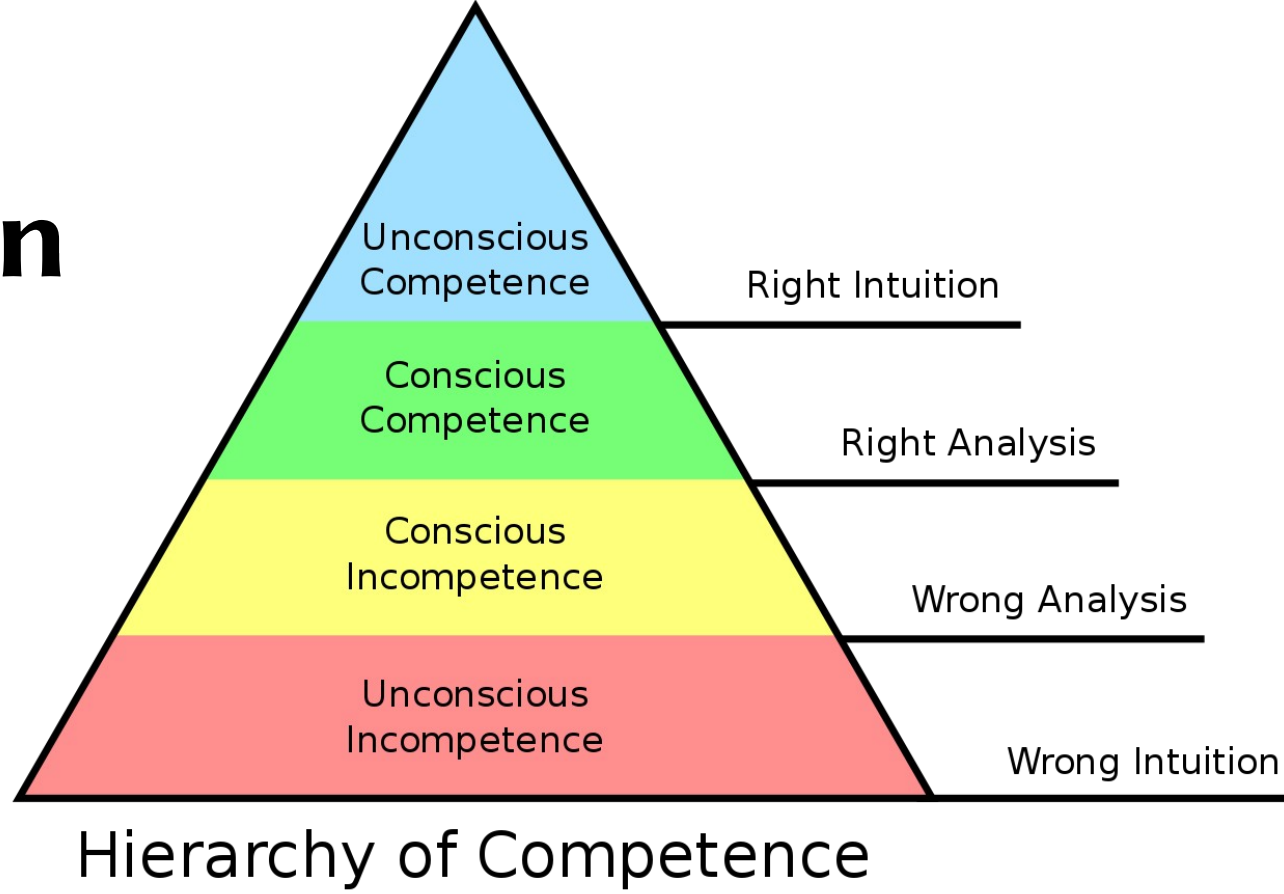 n
Unconscious
Competence
Right Intuition
Conscious
Competence
Right Analysis
Conscious
Incompetence
Wrong Analysis
Unconscious
Incompetence
Wrong Intuition
Hierarchy of Competence